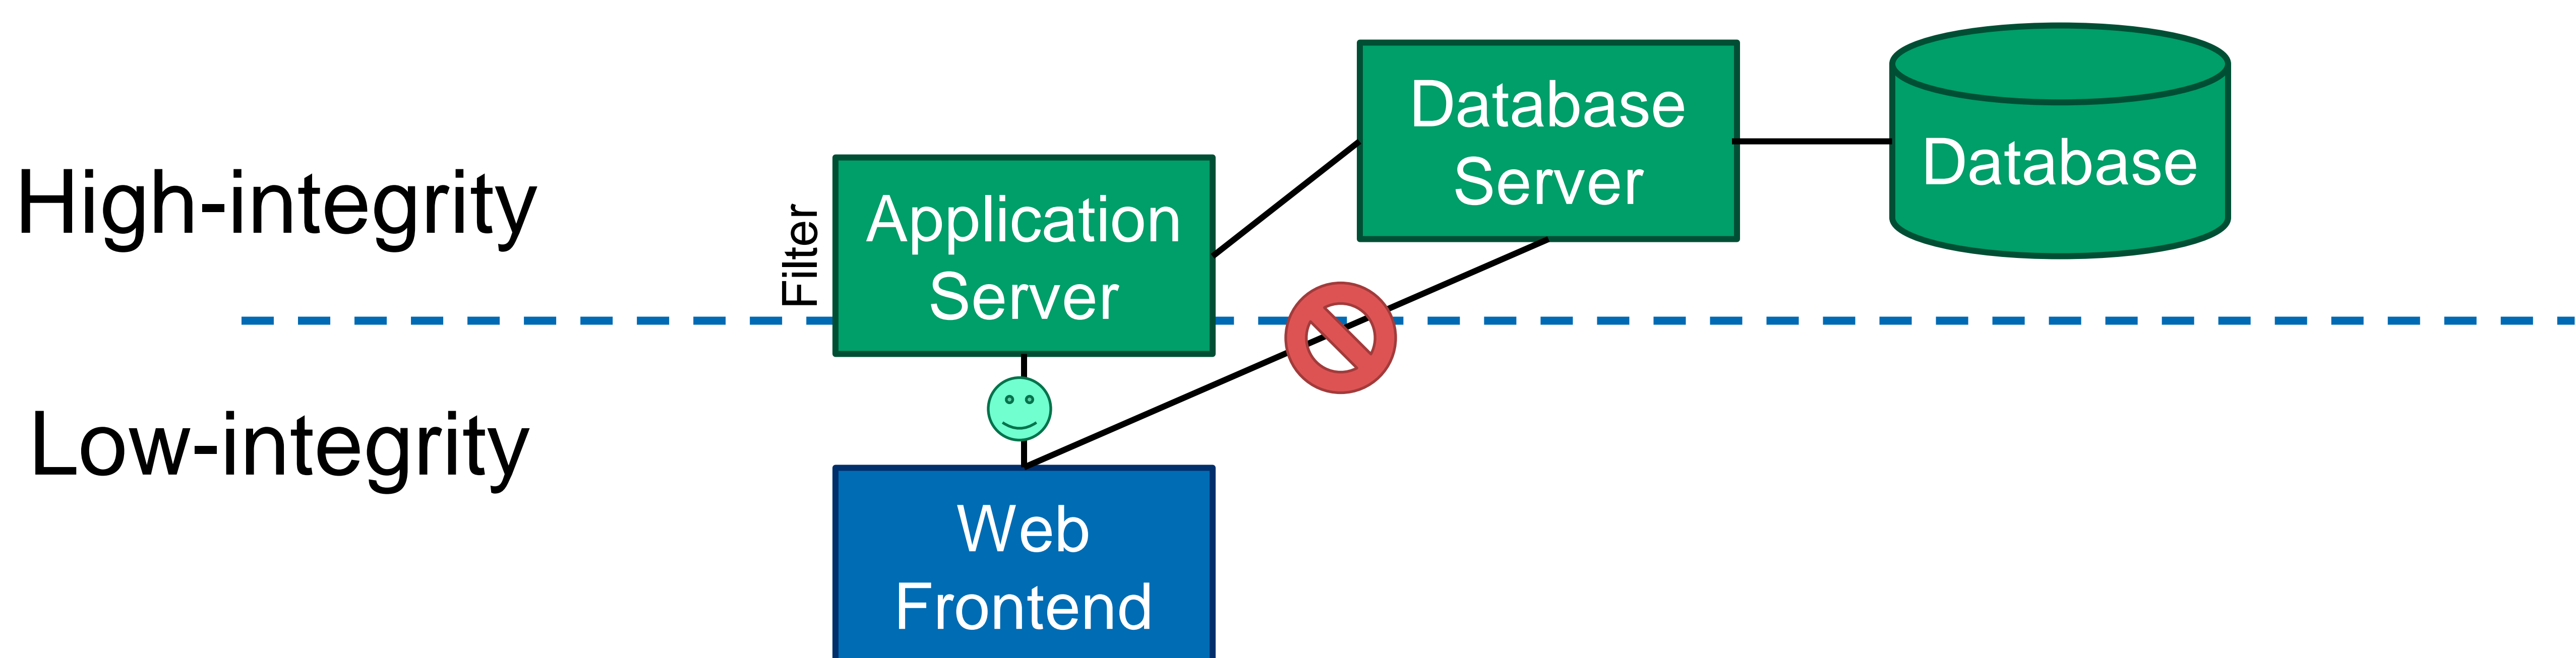 High-integrity
Low-integrity
Filter
Application
Server
Database
Server
Database
Web
Frontend